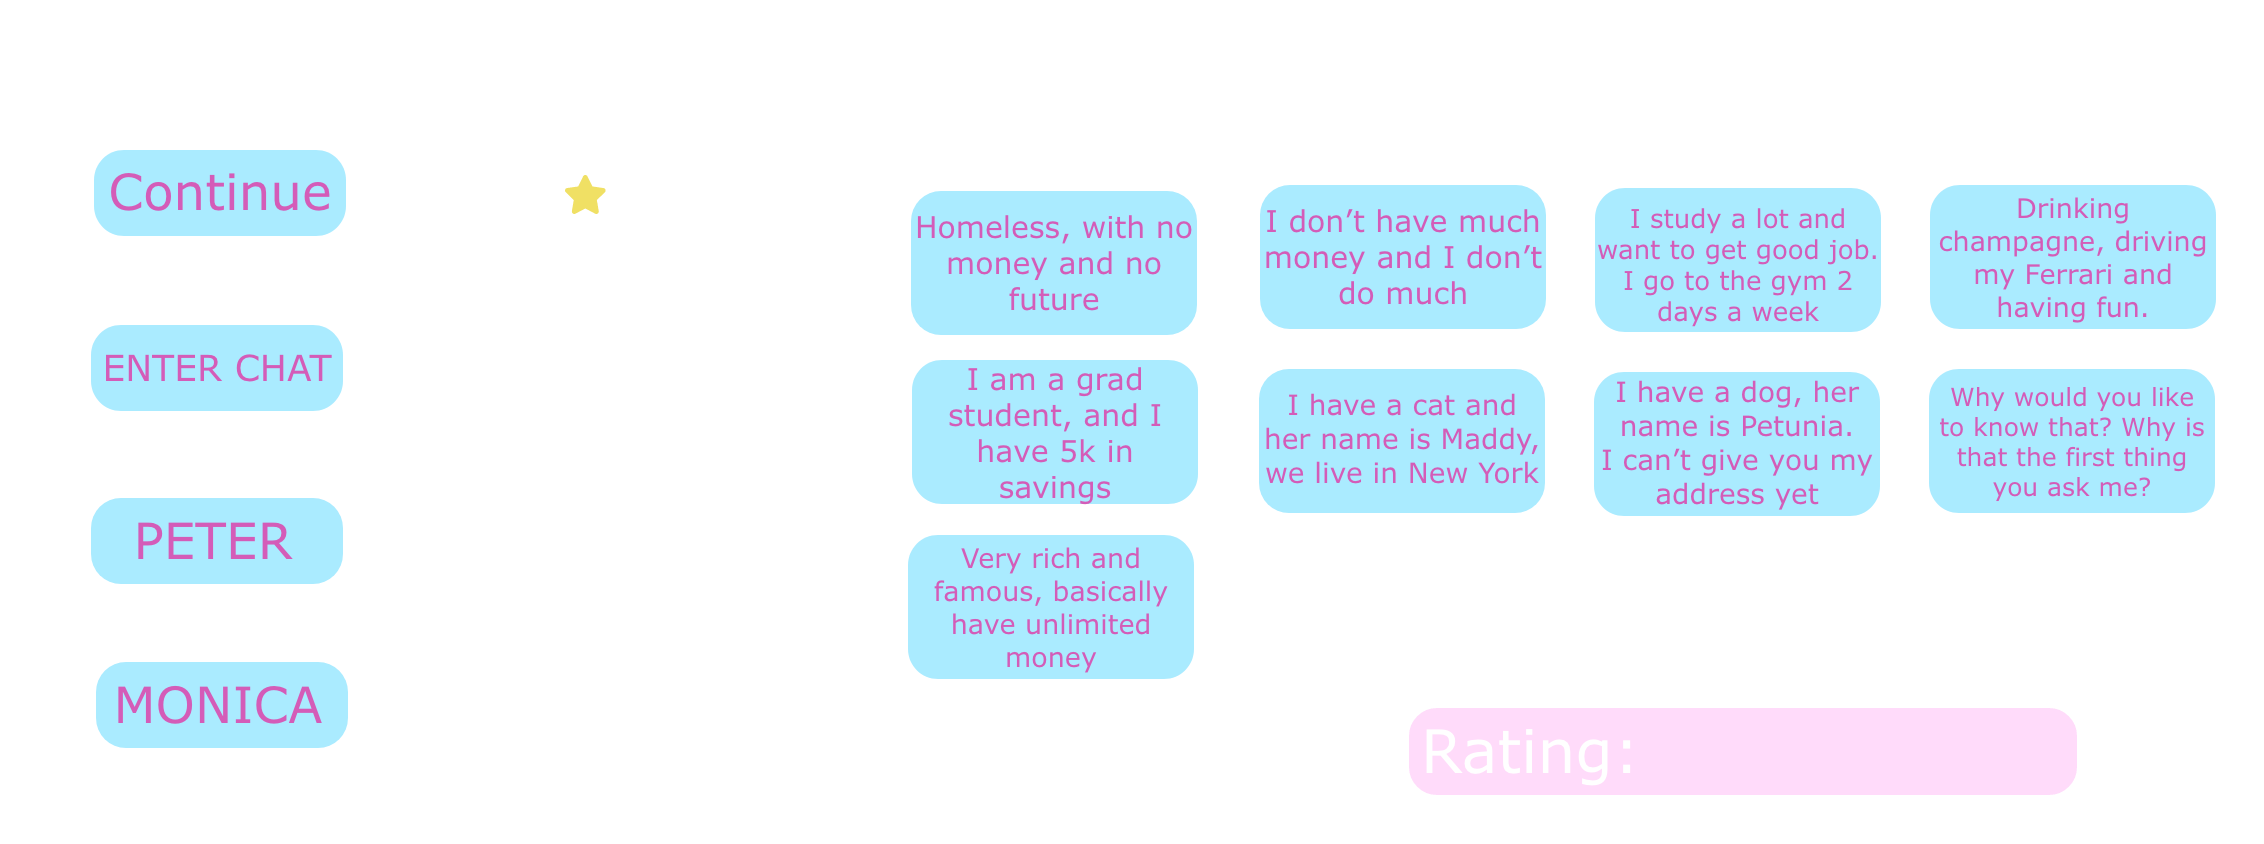 Continue
ENTER CHAT
PETER
MONICA
Homeless, with no
money and no
future
I don’t have much
money and I don’t
do much
I study a lot and
want to get good job.
I go to the gym 2
days a week
Drinking
champagne, driving
my Ferrari and
having fun.
I am a grad
student, and I
have 5k in
savings
I have a cat and
her name is Maddy,
we live in New York
I have a dog, her
name is Petunia.
I can’t give you my
address yet
Why would you like
to know that? Why is
that the first thing
you ask me?
Very rich and
famous, basically
have unlimited
money
Rating: